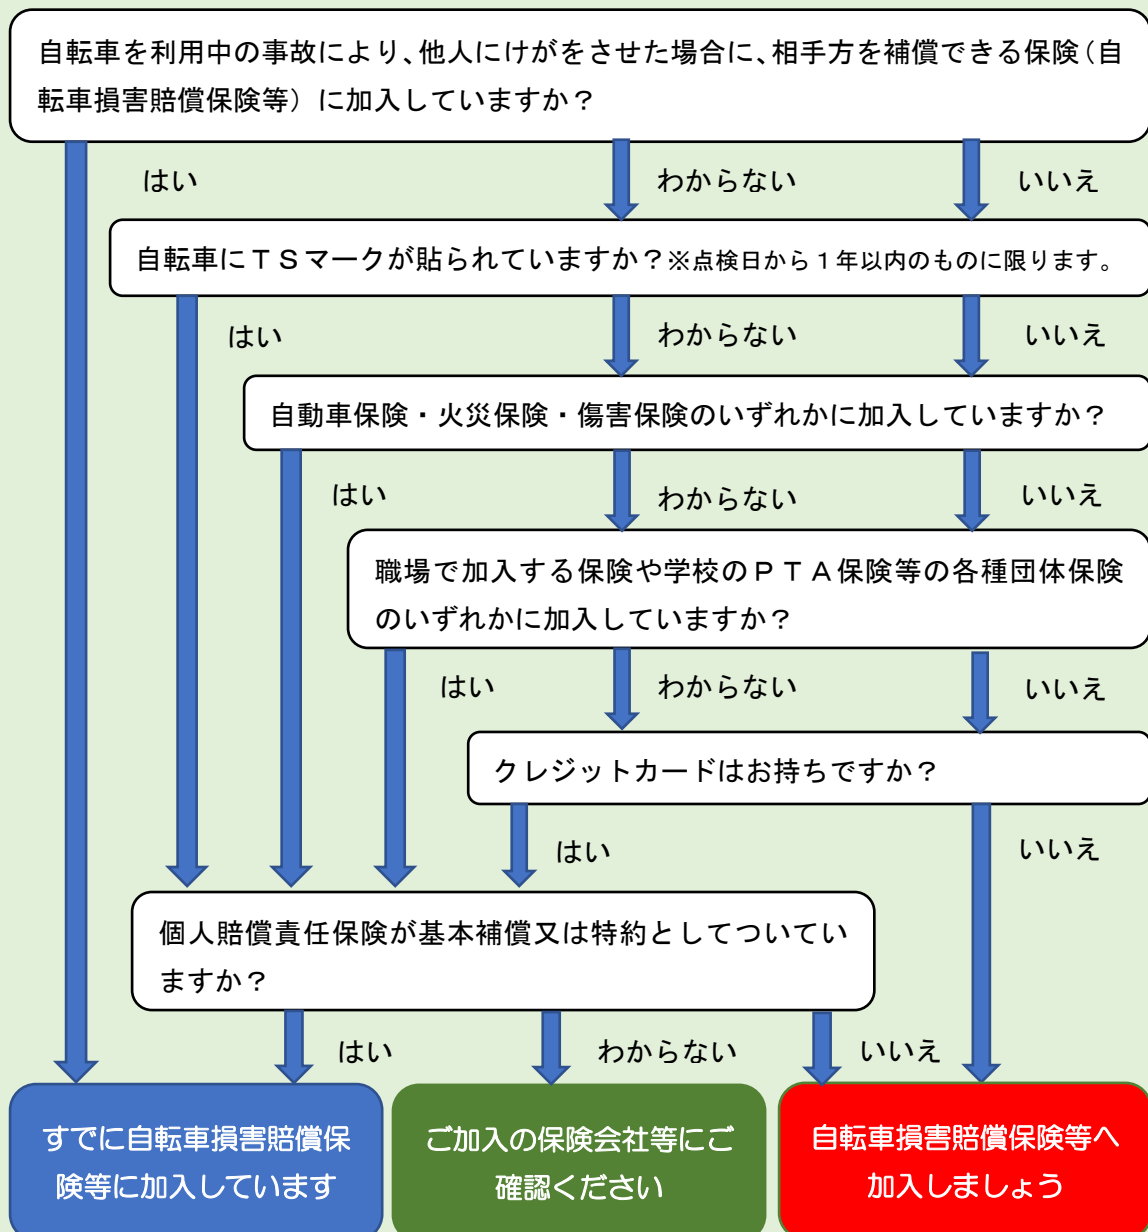 自転車を利用中の事故により、他人にけがをさせた場合に、相手方を補償できる保険（自
転車損害賠償保険等）に加入していますか？
はい　わからない　いいえ
自転車にＴＳマークが貼られていますか？※点検日から１年以内のものに限ります。
はい　わからない　いいえ
自動車保険・火災保険・傷害保険のいずれかに加入していますか？
はい　わからない　いいえ
職場で加入する保険や学校のＰＴＡ保険等の各種団体保険
のいずれかに加入していますか？
はい　わからない　いいえ
クレジットカードはお持ちですか？
はい　いいえ
個人賠償責任保険が基本補償又は特約としてついてい
ますか？
はい　わからない　いいえ
すでに自転車損害賠償保
険等に加入しています
ご加入の保険会社等にご
確認ください
自転車損害賠償保険等へ
加入しましょう